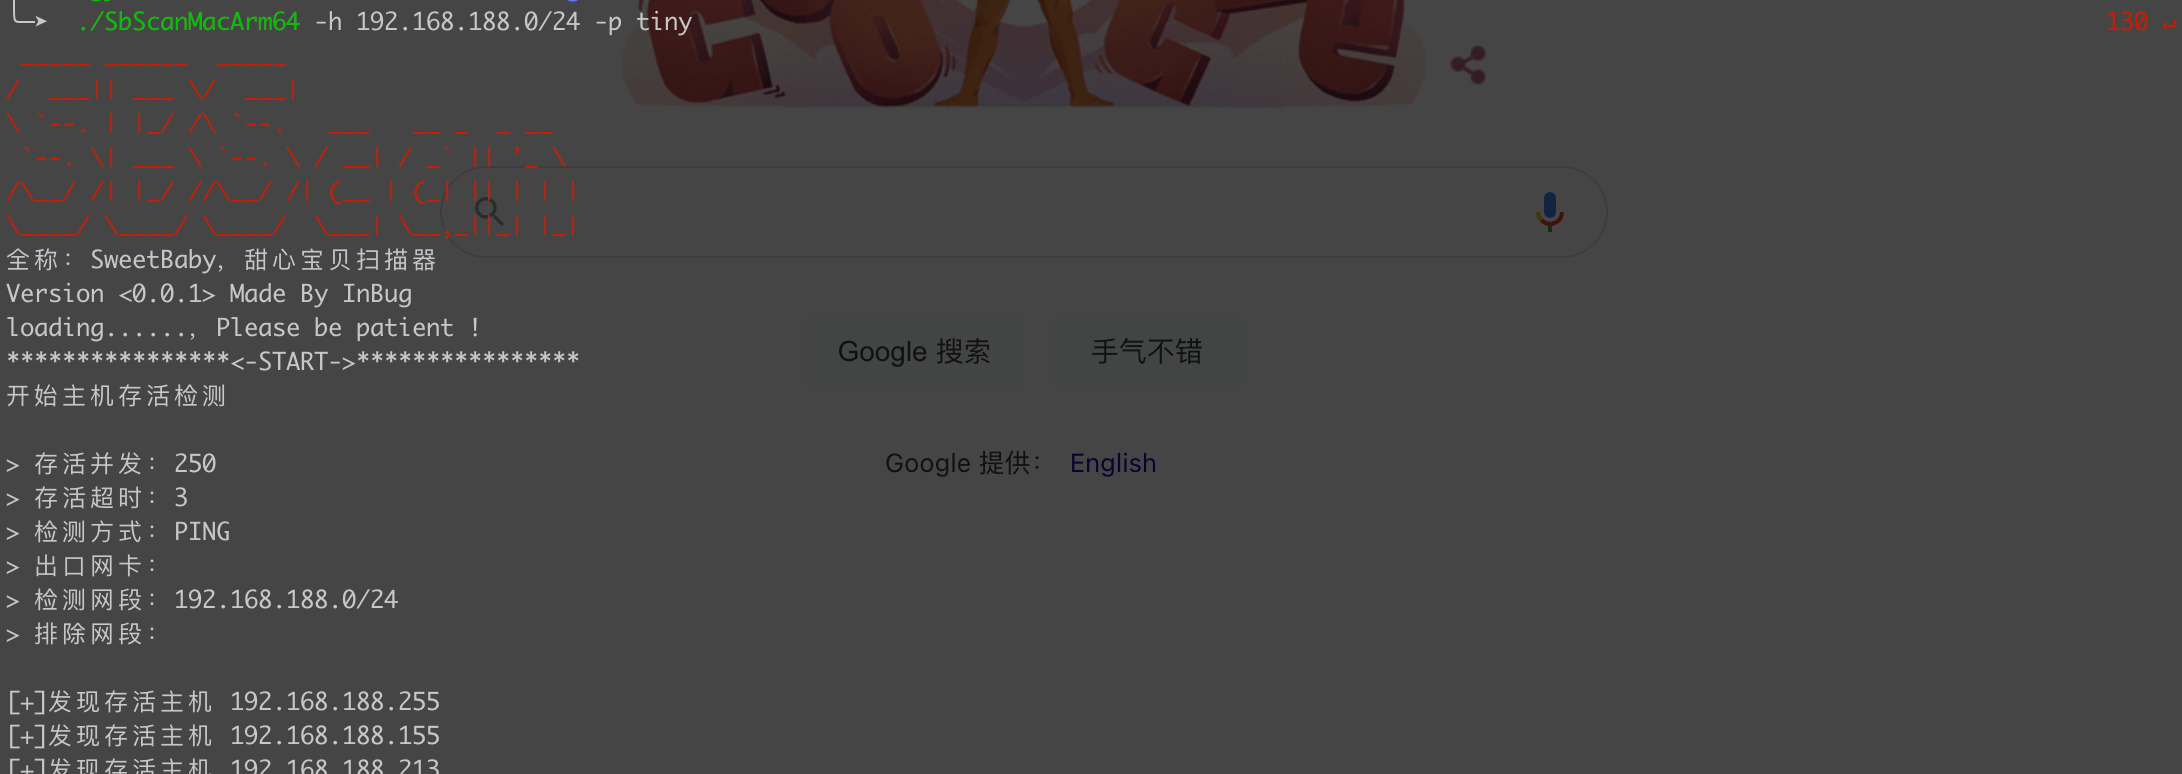 ./SbScanMacArm64 -h 192.168.188.0/24 -p tiny
130 ↵
SBScan
全称: SweetBaby, 甜心宝贝扫描器
Version <0.0.1> Made By InBug
loading......, Please be patient !
****************<-START->****************
开始主机存活检测
> 存活并发: 250
> 存活超时: 3
> 检测方式: PING
> 出口网卡:
> 检测网段: 192.168.188.0/24
> 排除网段:
[+]发现存活主机 192.168.188.255
[+]发现存活主机 192.168.188.155
[+]发现存活主机 192.168.188.213
Google
Google 搜索
手气不错
Google 提供: English